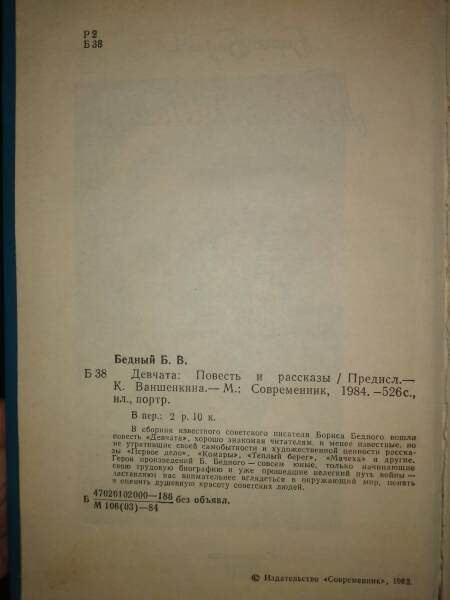 Р2
Б38
Бедный Б. В.
Б 38 Девчата: Повесть и рассказы / Предисл.—
К. Ваншенкина.— М.: Современник, 1984. —526с.,
ил., портр.
В пер.: 2 р. 10 к.
В сборник известного советского писателя Бориса Бедного вошли
повесть «Девчата», хорошо знакомая читателям, и менее известные, но
не утратившие своей самобытности и художественной ценности расска-
зы «Первое дело», «Комары», «Теплый берег», «Мачеха» и другие.
Герои произведений Б. Бедного — совсем юные, только начинающие
свою трудовую биографию и уже прошедшие нелегкий путь войны —
заставляют нас внимательнее вглядеться в окружающий мир, понять
и оценить душевную красоту советских людей.
Б 4702010200—186 без объявл.
М 106(03)—84
© Издательство «Современник», 1983.